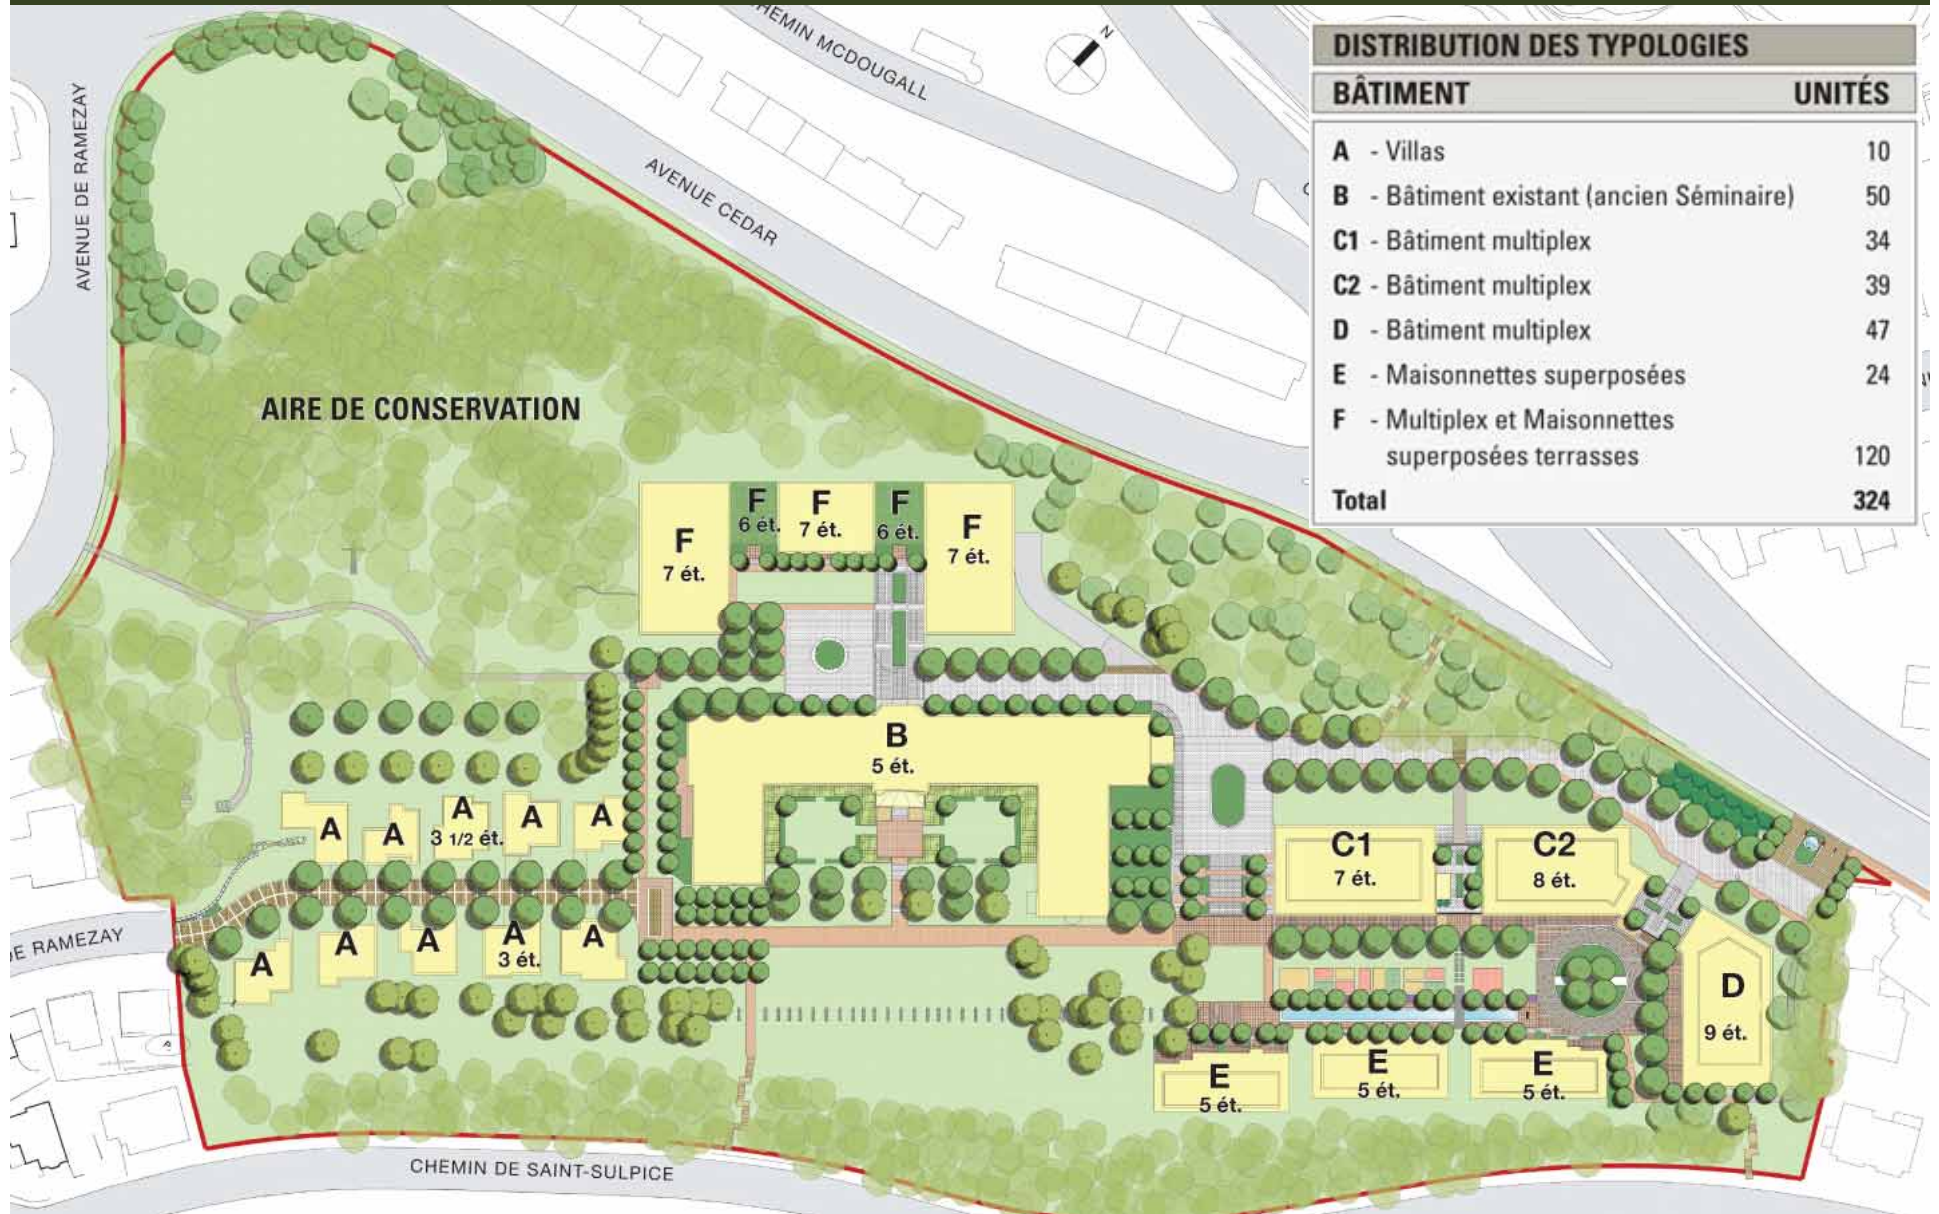 CHEMIN MCDOUGALL
N
AVENUE DE RAMEZAY
AVENUE CEDAR
DISTRIBUTION DES TYPOLOGIES
BÂTIMENT UNITÉS
A - Villas 10
B - Bâtiment existant (ancien Séminaire) 50
C1 - Bâtiment multiplex 34
C2 - Bâtiment multiplex 39
D - Bâtiment multiplex 47
E - Maisonnettes superposées 24
F - Multiplex et Maisonnettes
superposées terrasses 120
Total 324
AIRE DE CONSERVATION
F
7 ét.
F
6 ét.
F
7 ét.
F
6 ét.
F
7 ét.
B
5 ét.
A
A
A
3 1/2 ét.
A
A
C1
7 ét.
C2
8 ét.
DE RAMEZAY
A
A
A
A
3 ét.
A
D
9 ét.
E
5 ét.
E
5 ét.
E
5 ét.
CHEMIN DE SAINT-SULPICE